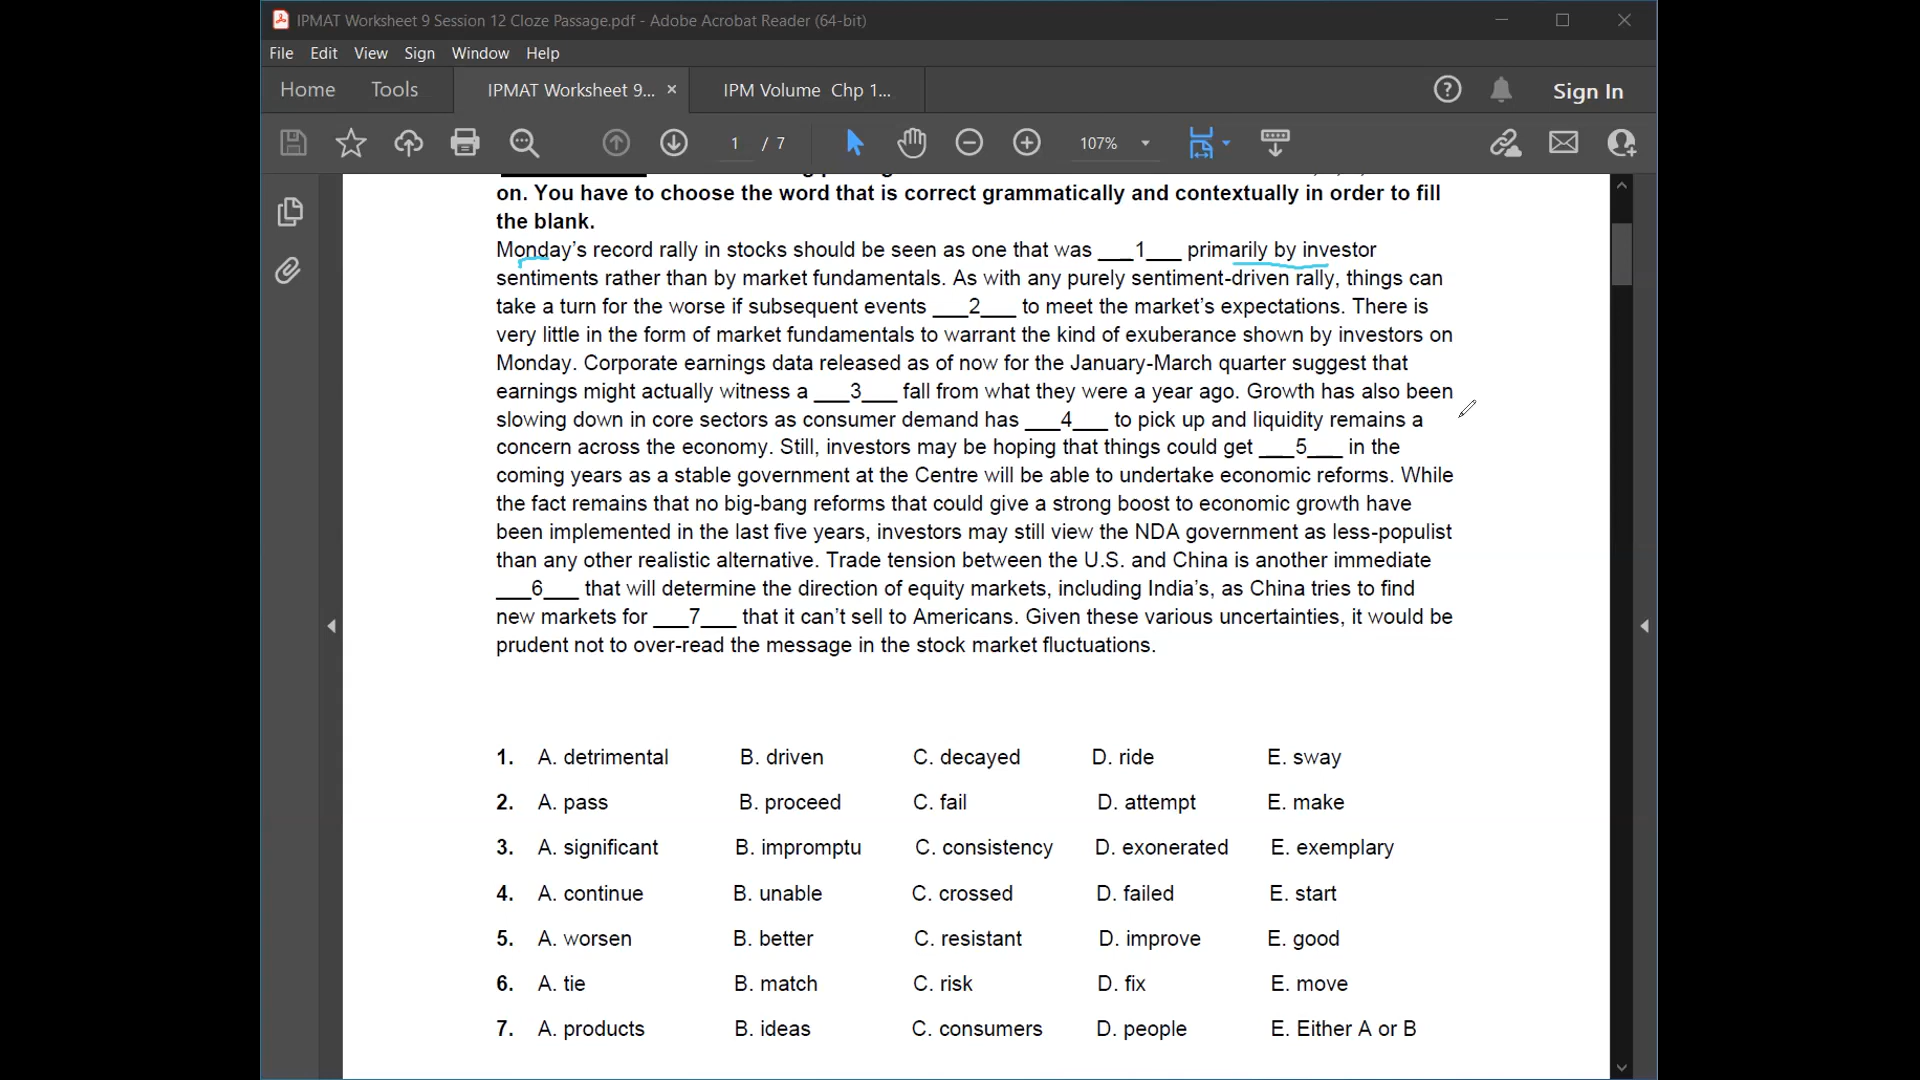 IPMAT Worksheet 9 Session 12 Cloze Passage.pdf - Adobe Acrobat Reader (64-bit)
File Edit View Sign Window Help
Home Tools IPMAT Worksheet 9... × IPM Volume Chp 1... Sign In
1 / 7 107%
on. You have to choose the word that is correct grammatically and contextually in order to fill
the blank.
Monday's record rally in stocks should be seen as one that was ___1___ primarily by investor
sentiments rather than by market fundamentals. As with any purely sentiment-driven rally, things can
take a turn for the worse if subsequent events ___2___ to meet the market's expectations. There is
very little in the form of market fundamentals to warrant the kind of exuberance shown by investors on
Monday. Corporate earnings data released as of now for the January-March quarter suggest that
earnings might actually witness a ___3___ fall from what they were a year ago. Growth has also been
slowing down in core sectors as consumer demand has ___4___ to pick up and liquidity remains a
concern across the economy. Still, investors may be hoping that things could get ___5___ in the
coming years as a stable government at the Centre will be able to undertake economic reforms. While
the fact remains that no big-bang reforms that could give a strong boost to economic growth have
been implemented in the last five years, investors may still view the NDA government as less-populist
than any other realistic alternative. Trade tension between the U.S. and China is another immediate
___6___ that will determine the direction of equity markets, including India's, as China tries to find
new markets for ___7___ that it can't sell to Americans. Given these various uncertainties, it would be
prudent not to over-read the message in the stock market fluctuations.
1. A. detrimental B. driven C. decayed D. ride E. sway
2. A. pass B. proceed C. fail D. attempt E. make
3. A. significant B. impromptu C. consistency D. exonerated E. exemplary
4. A. continue B. unable C. crossed D. failed E. start
5. A. worsen B. better C. resistant D. improve E. good
6. A. tie B. match C. risk D. fix E. move
7. A. products B. ideas C. consumers D. people E. Either A or B